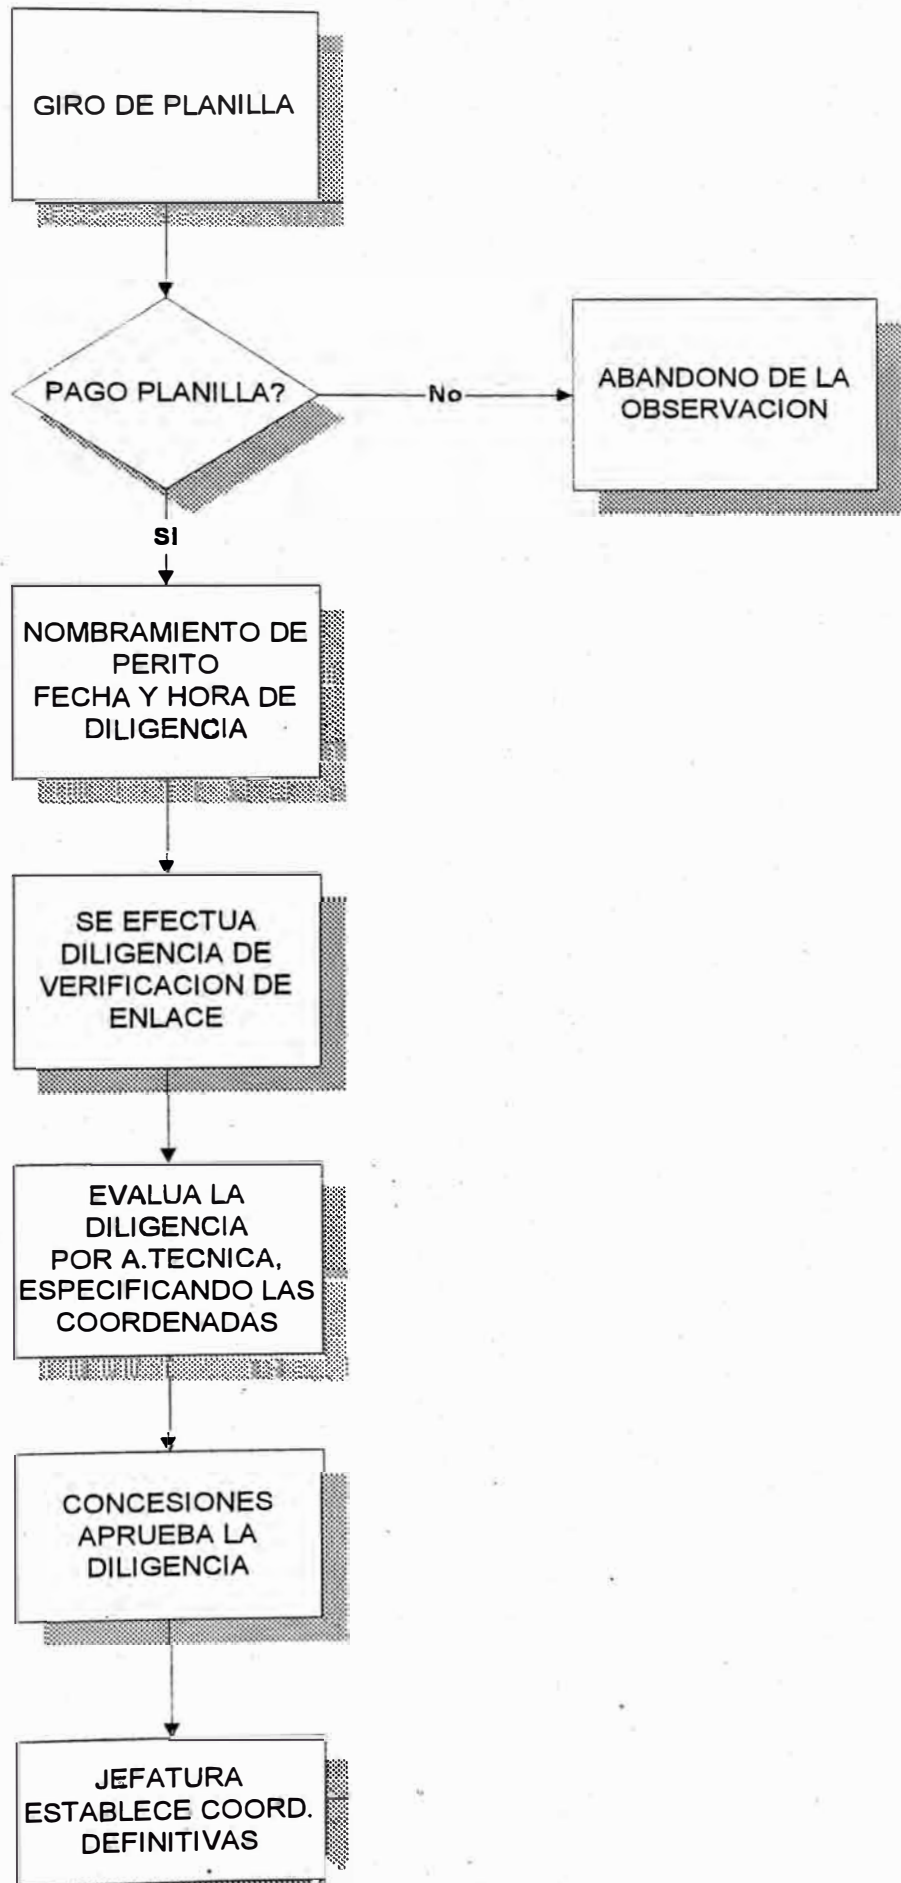 GIRO DE PLANILLA
PAGO PLANILLA?
No
ABANDONO DE LA
OBSERVACION
SI
NOMBRAMIENTO DE
PERITO
FECHA Y HORA DE
DILIGENCIA
SE EFECTUA
DILIGENCIA DE
VERIFICACION DE
ENLACE
EVALUA LA
DILIGENCIA
POR A.TECNICA,
ESPECIFICANDO LAS
COORDENADAS
CONCESIONES
APRUEBA LA
DILIGENCIA
JEFATURA
ESTABLECE COORD.
DEFINITIVAS